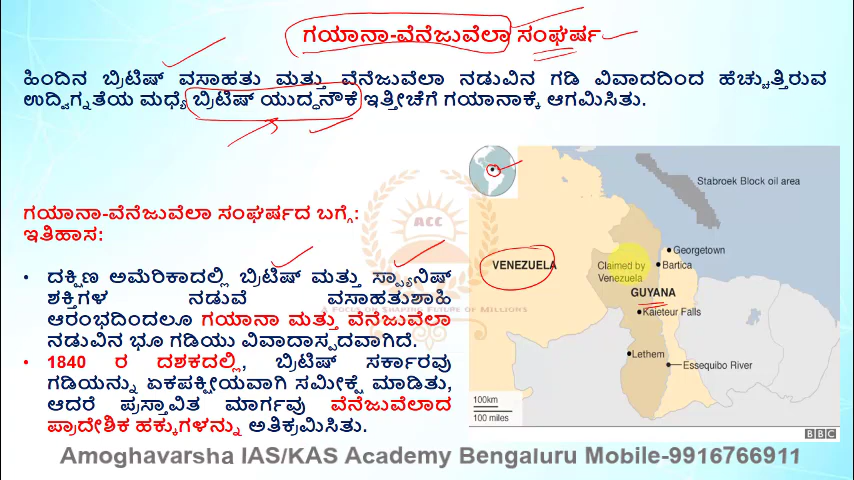 ಗಯಾನಾ-ವೆನೆಜುವೆಲಾ ಸಂಘರ್ಷ
ಹಿಂದಿನ ಬ್ರಿಟಿಷ್ ವಸಾಹತು ಮತ್ತು ವೆನೆಜುವೆಲಾ ನಡುವಿನ ಗಡಿ ವಿವಾದದಿಂದ ಹೆಚ್ಚುತ್ತಿರುವ
ಉದ್ವಿಗ್ನತೆಯ ಮಧ್ಯೆ ಬ್ರಿಟಿಷ್ ಯುದ್ಧನೌಕೆ ಇತ್ತೀಚೆಗೆ ಗಯಾನಾಕ್ಕೆ ಆಗಮಿಸಿತು.
ಗಯಾನಾ-ವೆನೆಜುವೆಲಾ ಸಂಘರ್ಷದ ಬಗ್ಗೆ:
ಇತಿಹಾಸ:
• ದಕ್ಷಿಣ ಅಮೆರಿಕಾದಲ್ಲಿ ಬ್ರಿಟಿಷ್ ಮತ್ತು ಸ್ಪ್ಯಾನಿಷ್
ಶಕ್ತಿಗಳ ನಡುವೆ ವಸಾಹತುಶಾಹಿ
ಆರಂಭದಿಂದಲೂ ಗಯಾನಾ ಮತ್ತು ವೆನೆಜುವೆಲಾ
ನಡುವಿನ ಭೂ ಗಡಿಯು ವಿವಾದಾಸ್ಪದವಾಗಿದೆ.
• 1840 ರ ದಶಕದಲ್ಲಿ, ಬ್ರಿಟಿಷ್ ಸರ್ಕಾರವು
ಗಡಿಯನ್ನು ಏಕಪಕ್ಷೀಯವಾಗಿ ಸಮೀಕ್ಷೆ ಮಾಡಿತು,
ಆದರೆ ಪ್ರಸ್ತಾವಿತ ಮಾರ್ಗವು ವೆನೆಜುವೆಲಾದ
ಪ್ರಾದೇಶಿಕ ಹಕ್ಕುಗಳನ್ನು ಅತಿಕ್ರಮಿಸಿತು.
ACC
Stabroek Block oil area
Georgetown
VENEZUELA
Claimed by
Venezuela
Bartica
GUYANA
Kaieteur Falls
Lethem
Essequibo River
100km
100 miles
BBC
Amoghavarsha IAS/KAS Academy Bengaluru Mobile-9916766911